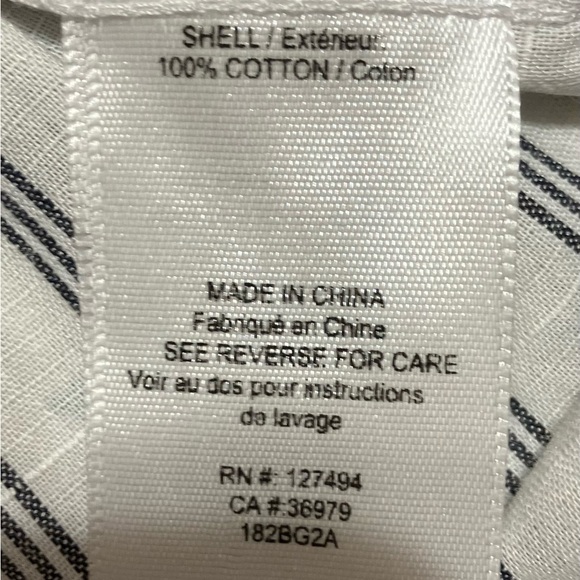 SHELL / Extérieur:
100% COTTON / Coton
MADE IN CHINA
Fabriqué en Chine
SEE REVERSE FOR CARE
Voir au dos pour instructions
de lavage
RN #: 127494
CA #:36979
182BG2A